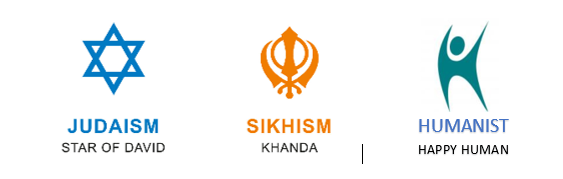 JUDAISM
STAR OF DAVID
SIKHISM
KHANDA
HUMANIST
HAPPY HUMAN